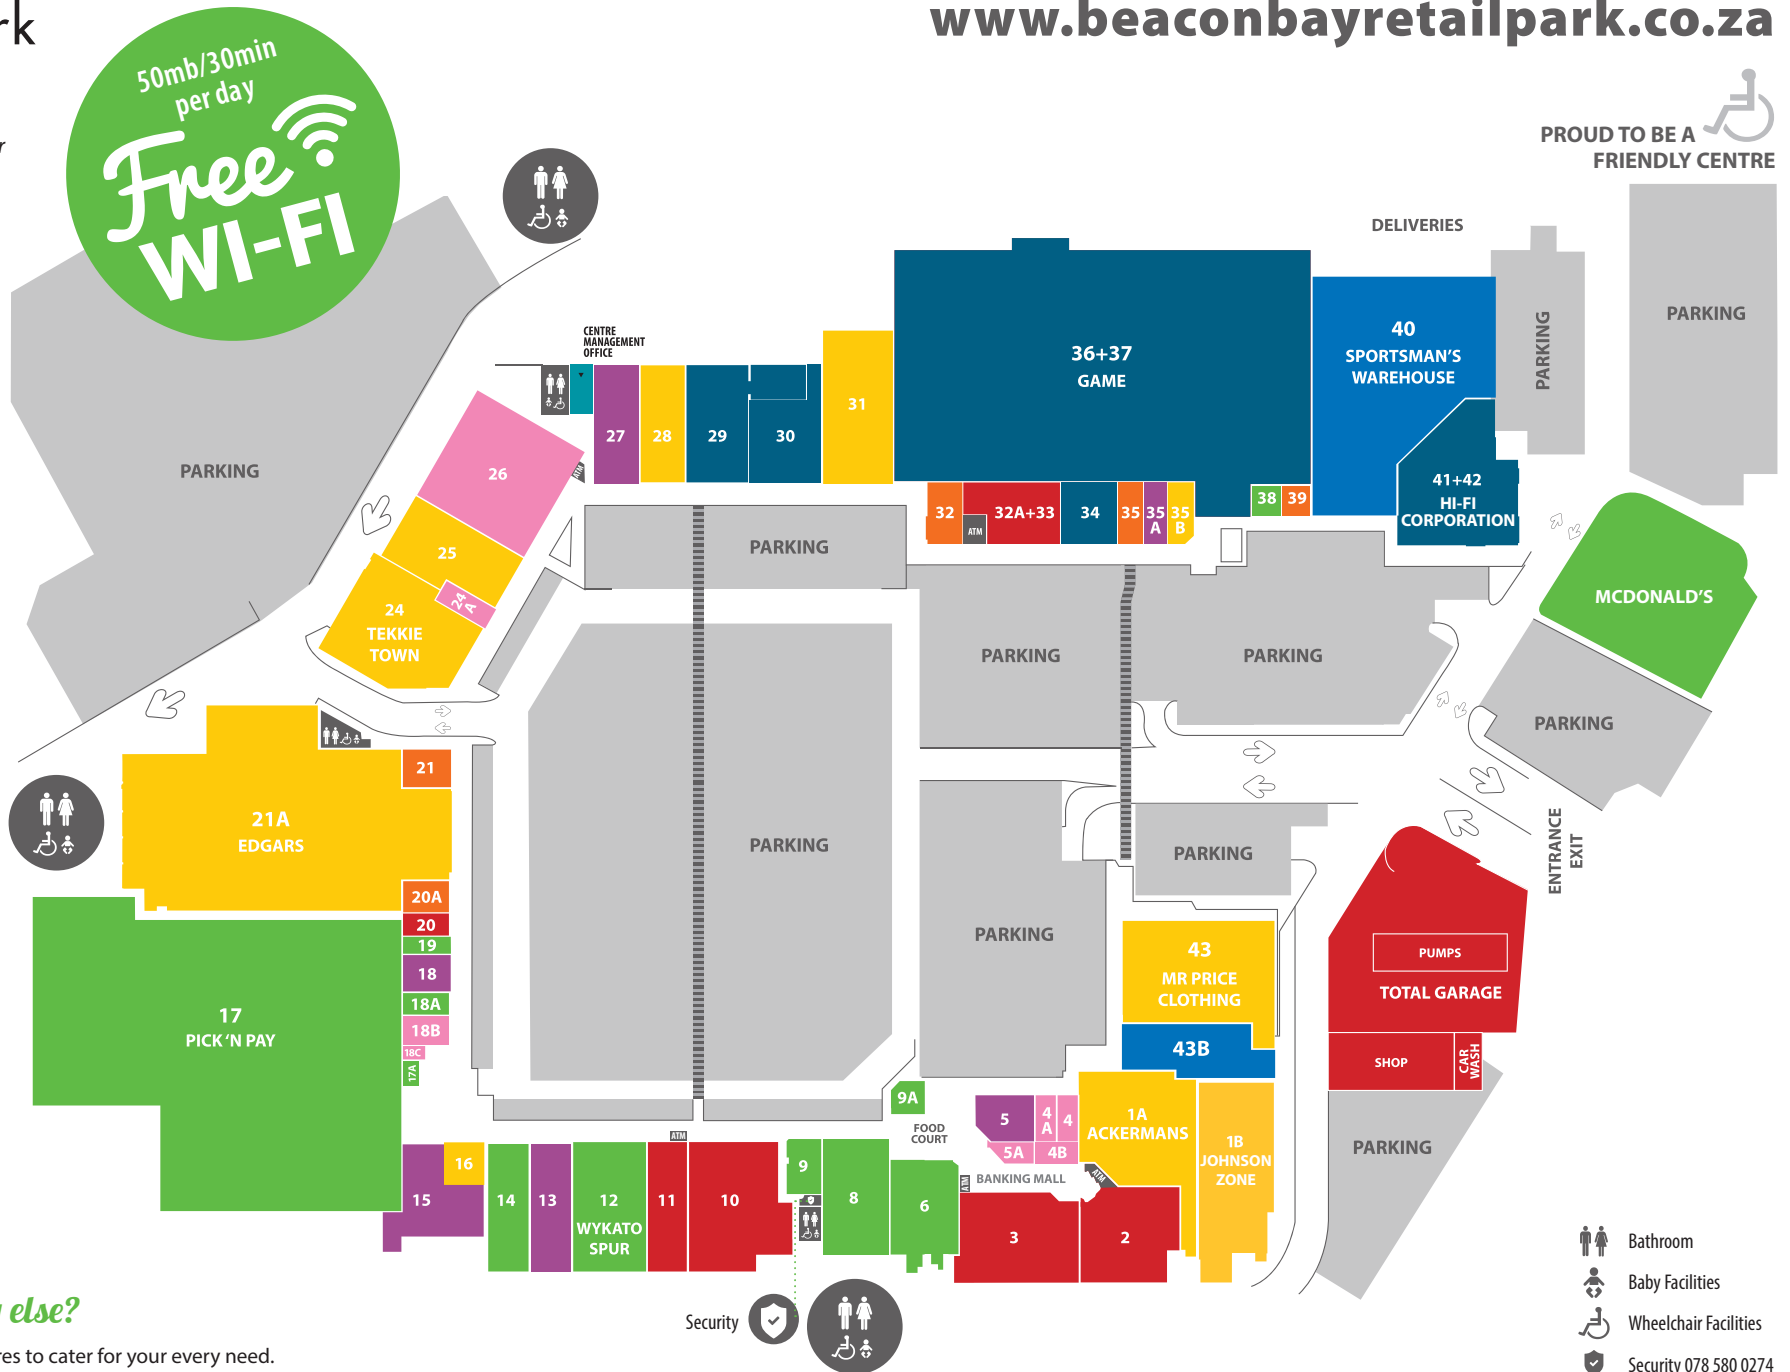 rk
www.beaconbayretailpark.co.za
50mb/30min
per day
Free
WI-FI
r
PROUD TO BE A
FRIENDLY CENTRE
DELIVERIES
PARKING
PARKING
PARKING
CENTRE
MANAGEMENT
OFFICE
27
28
29
30
31
36+37
GAME
40
SPORTSMAN'S
WAREHOUSE
41+42
HI-FI
CORPORATION
26
ATM
25
24
A
24
TEKKIE
TOWN
32
ATM
32A+33
34
35
35
A
35
B
38
39
PARKING
MCDONALD'S
PARKING
PARKING
PARKING
21
21A
EDGARS
20A
20
19
18
18A
18B
18C
17A
17
PICK 'N PAY
PARKING
PARKING
PARKING
ENTRANCE
EXIT
43
MR PRICE
CLOTHING
43B
PUMPS
TOTAL GARAGE
SHOP
CAR
WASH
PARKING
9A
FOOD
COURT
5
4
A
4
5A
4B
1A
ACKERMANS
1B
JOHNSON
ZONE
BANKING MALL
ATM
ATM
ATM
16
15
14
13
12
WYKATO
SPUR
11
10
9
8
6
3
2
Security
Bathroom
Baby Facilities
Wheelchair Facilities
Security 078 580 0274
else?
res to cater for your every need.